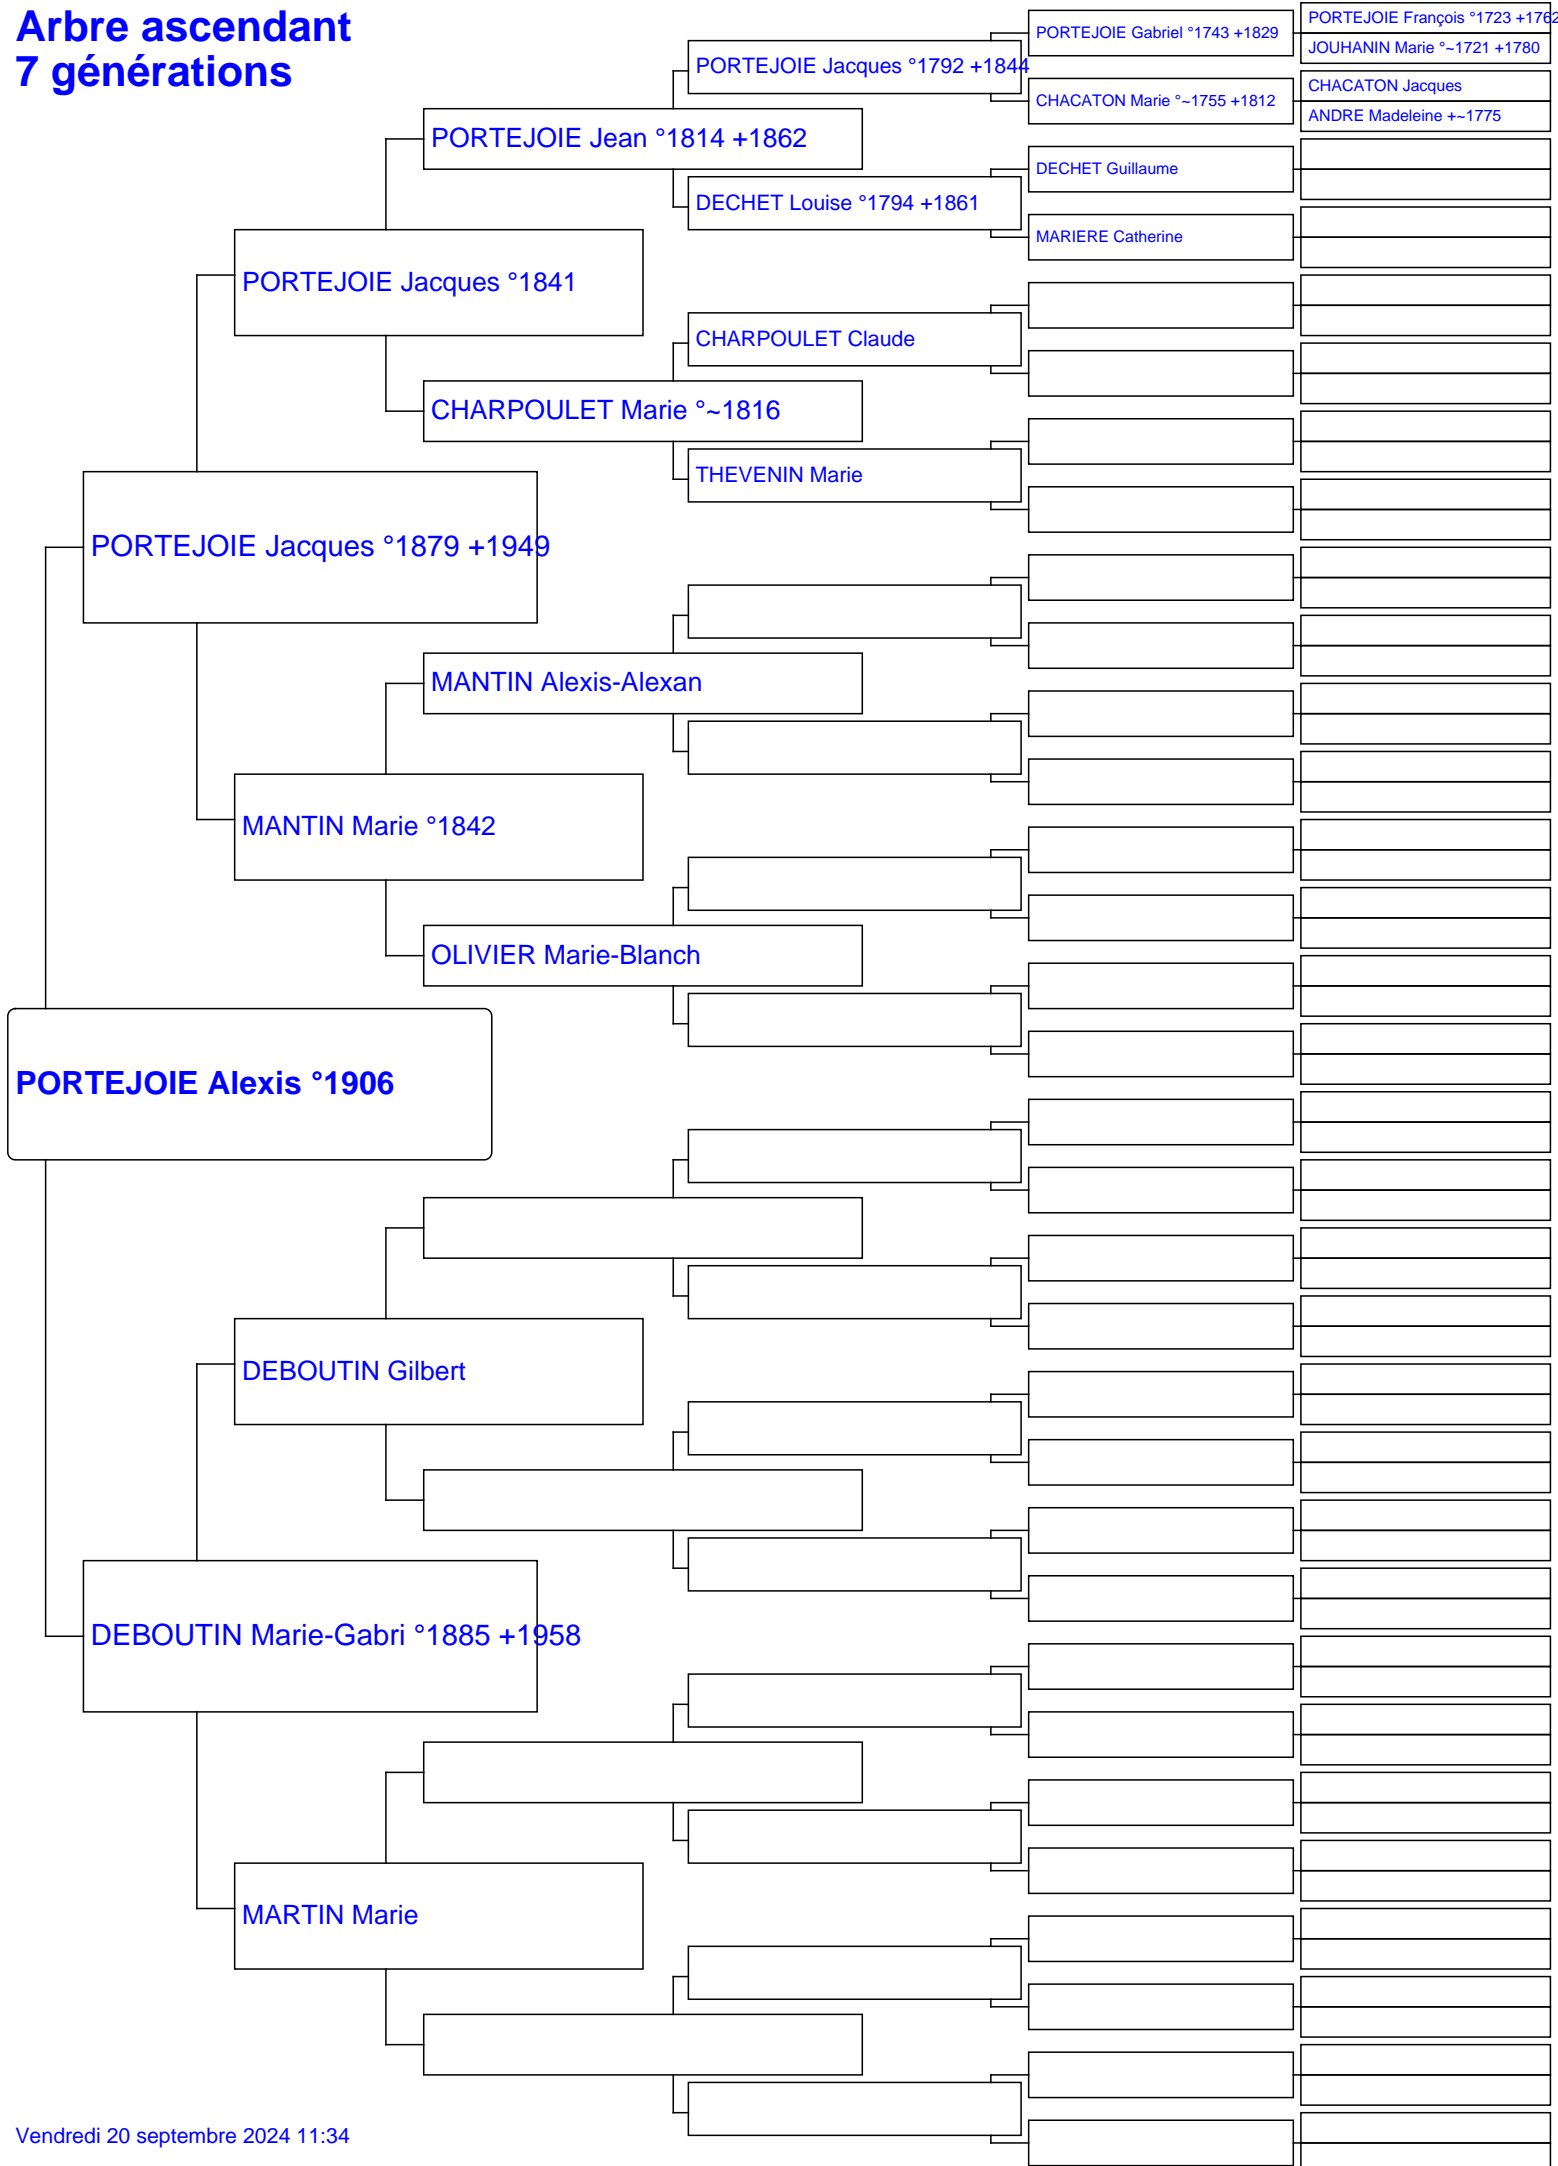 Arbre ascendant
7 générations
PORTEJOIE François °1723 +1762
PORTEJOIE Gabriel °1743 +1829
JOUHANIN Marie °~1721 +1780
PORTEJOIE Jacques °1792 +1844
CHACATON Jacques
CHACATON Marie °~1755 +1812
ANDRE Madeleine +~1775
PORTEJOIE Jean °1814 +1862
DECHET Guillaume
DECHET Louise °1794 +1861
MARIERE Catherine
PORTEJOIE Jacques °1841
CHARPOULET Claude
CHARPOULET Marie °~1816
THEVENIN Marie
PORTEJOIE Jacques °1879 +1949
MANTIN Alexis-Alexan
MANTIN Marie °1842
OLIVIER Marie-Blanch
PORTEJOIE Alexis °1906
DEBOUTIN Gilbert
DEBOUTIN Marie-Gabri °1885 +1958
MARTIN Marie
Vendredi 20 septembre 2024 11:34